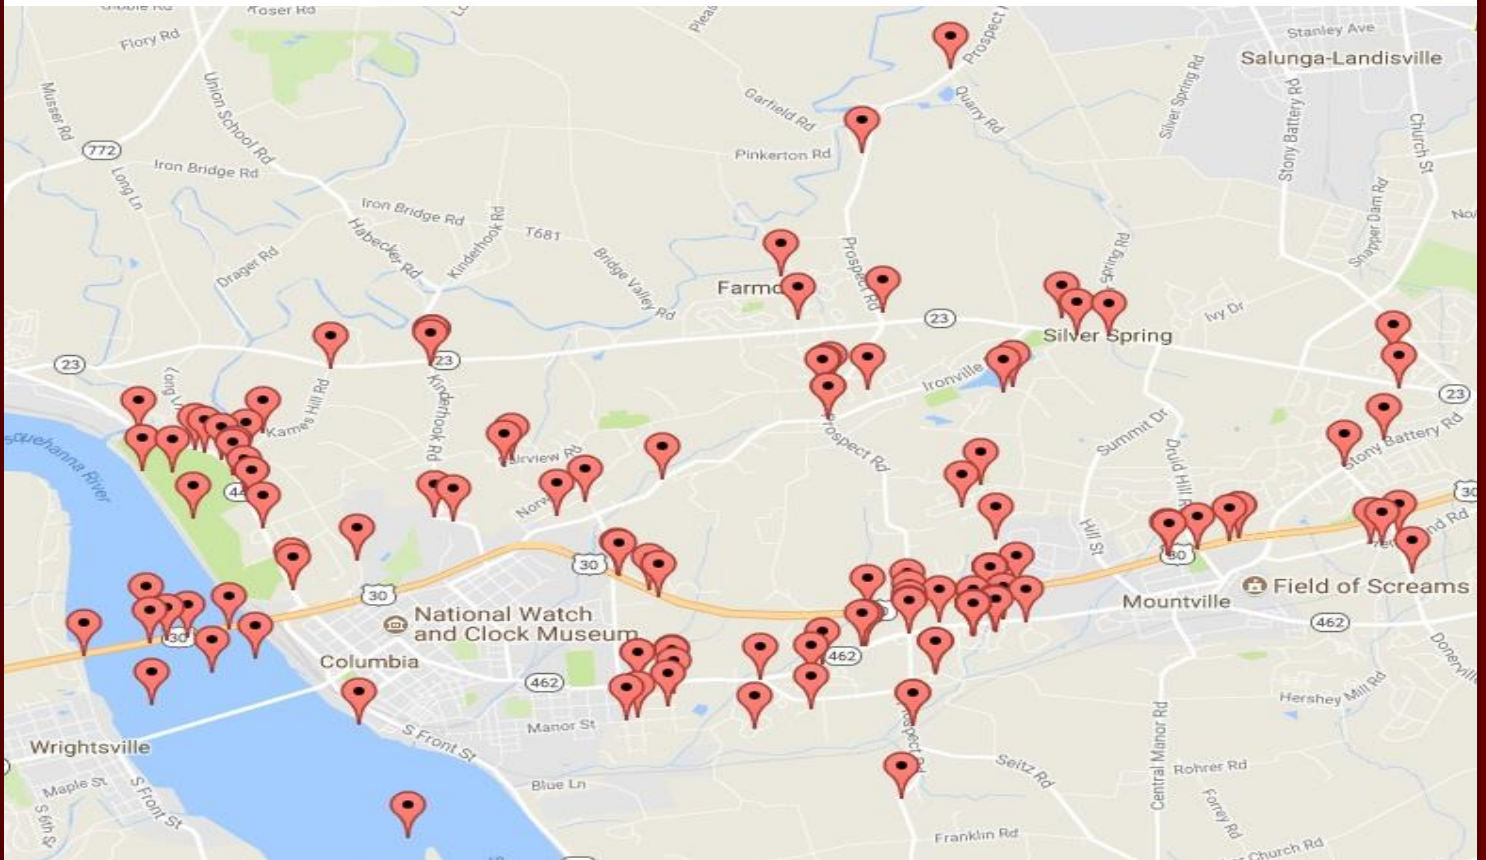 Toser Rd
Flory Rd
Stanley Ave
Salunga-Landisville
Prospect
Musser Rd
Union School Rd
Garfield Rd
Quarry Rd
Silver Spring Rd
Stony Battery Rd
Church St
772
Pinkerton Rd
Iron Bridge Rd
Long Ln
Iron Bridge Rd
Snapper Dam Rd
Habecker Rd
Kinderhook Rd
T681
Drager Rd
Bridge Valley Rd
Prospect Rd
Spring Rd
Farm
23
Ivy Dr
Silver Spring
23
23
Ironville
23
Kames Hill Rd
Kinderhook Rd
Summit Dr
Prospect Rd
Druid Hill
Stony Battery Rd
Fairview Rd
44
30
Hill St
30
30
30
Field of Screams
National Watch
and Clock Museum
Mountville
30
462
462
Columbia
462
Hershey Mill Rd
Manor St
S Front St
Wrightsville
Central Manor Rd
Seitz Rd
Rohrer Rd
Maple St
S Front St
Blue Ln
Forrey Rd
S 6th St
Franklin Rd
Church Rd